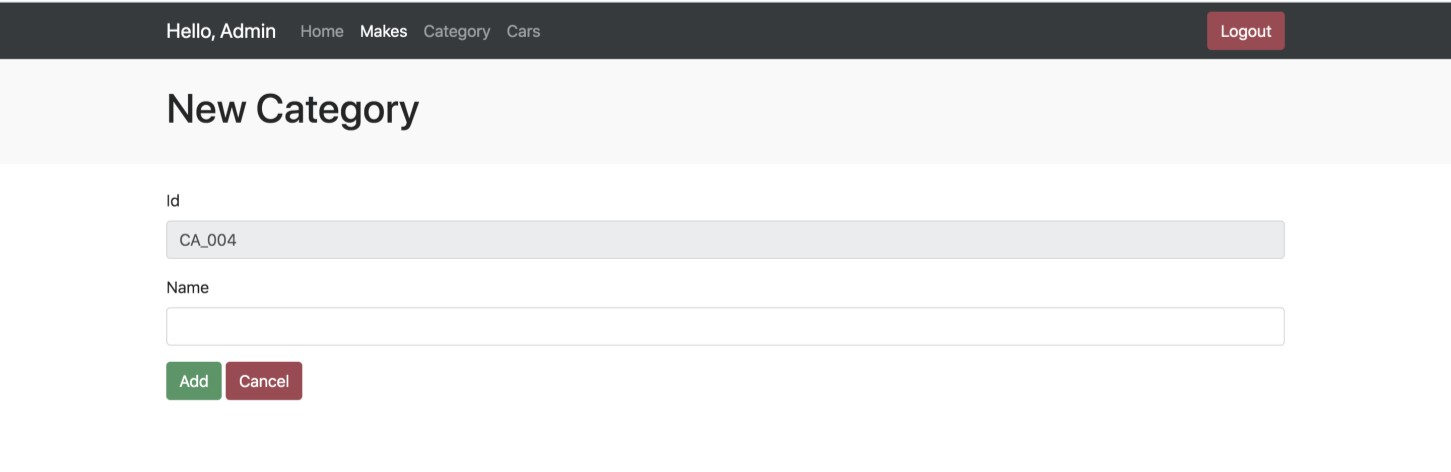 Hello, Admin Home Makes Category Cars Logout
New Category
Id
CA_004
Name
Add Cancel